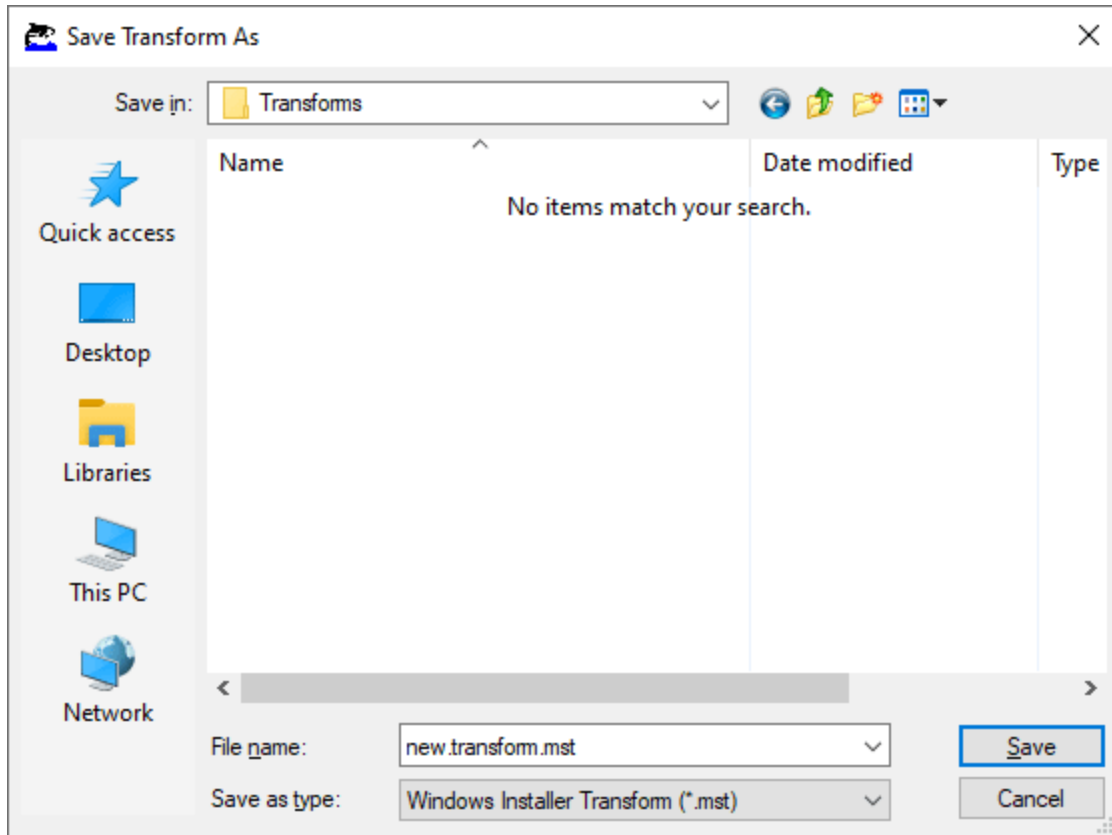 Save Transform As
Save in: Transforms
Name Date modified Type
No items match your search.
Quick access
Desktop
Libraries
This PC
Network
File name: new.transform.mst Save
Save as type: Windows Installer Transform (*.mst) Cancel